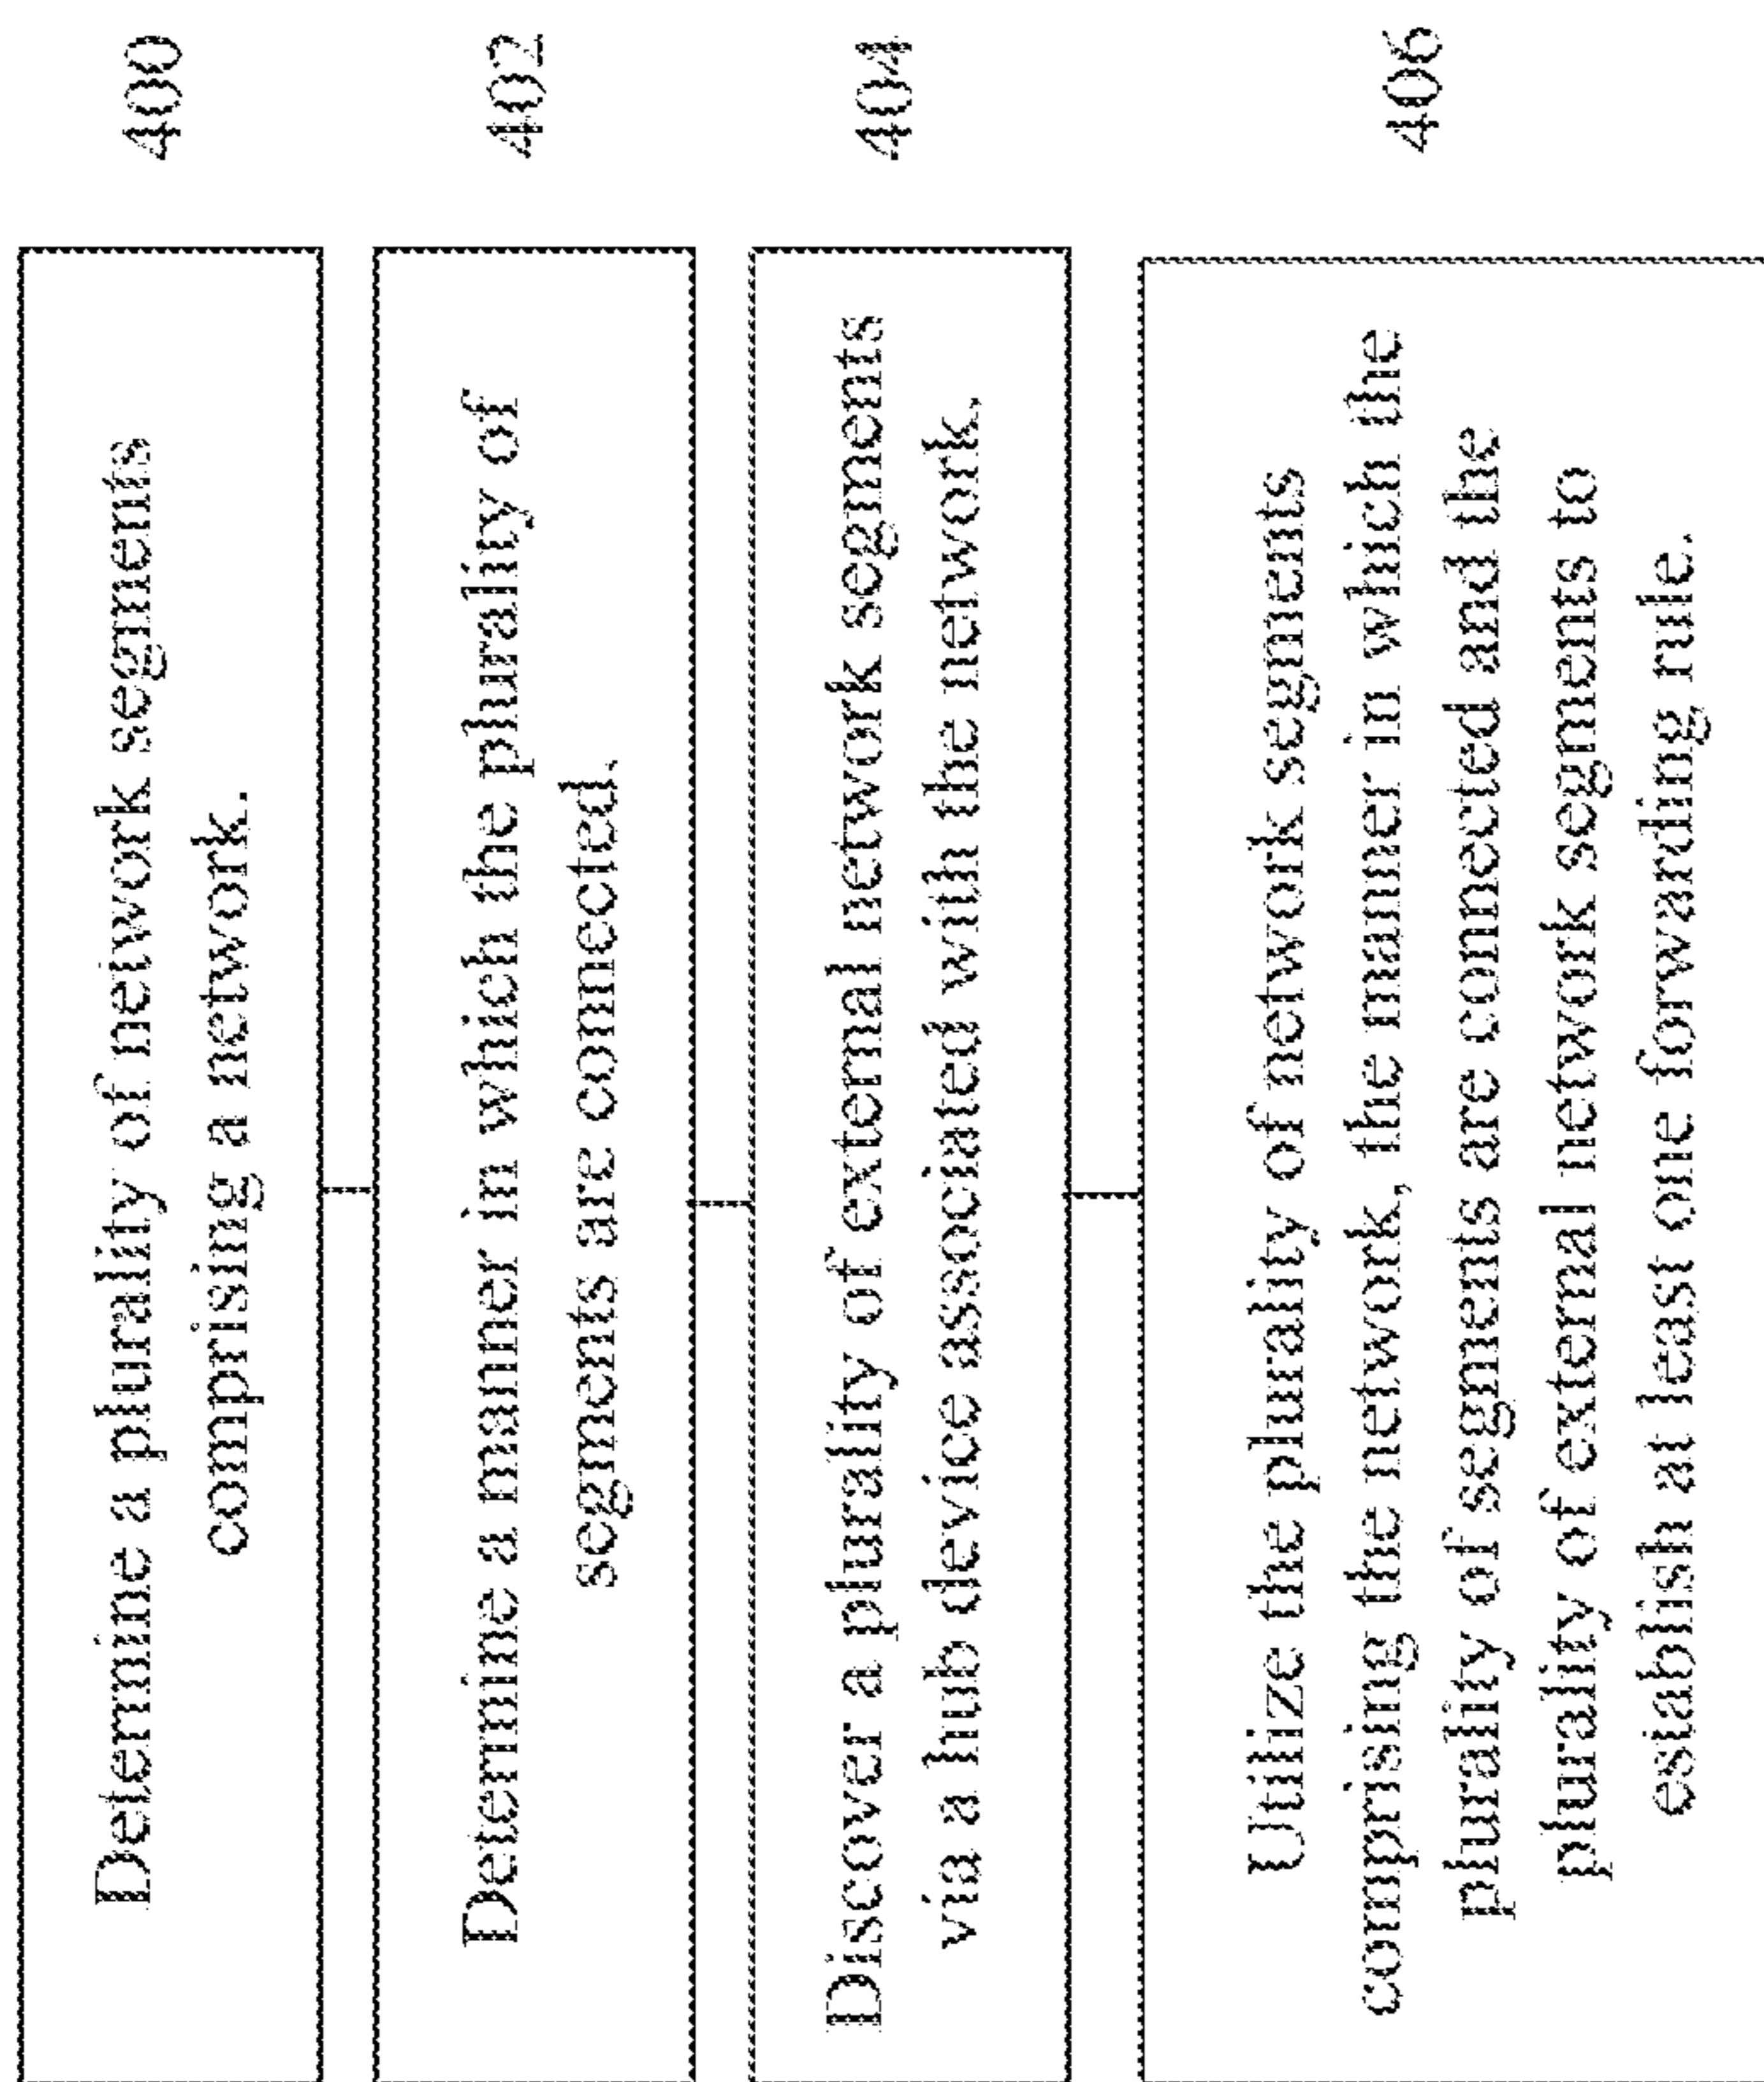 Determine a plurality of network segments
comprising a network.
400
Determine a manner in which the plurality of
segments are connected.
402
Discover a plurality of external network segments
via a hub device associated with the network.
404
Utilize the plurality of network segments
comprising the network, the manner in which the
plurality of segments are connected and the
plurality of external network segments to
establish at least one forwarding rule.
406